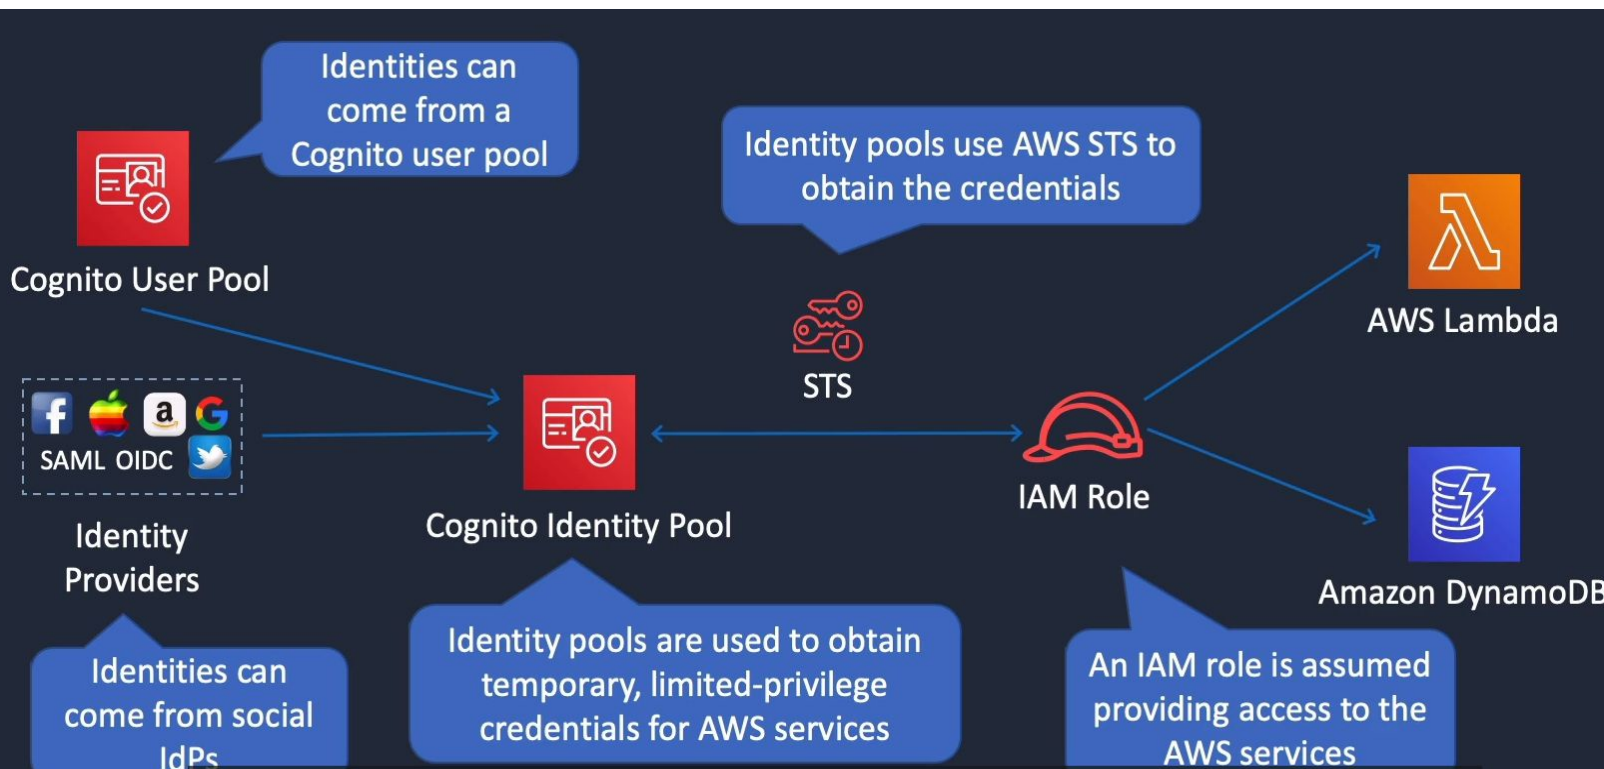 Identities can
come from a
Cognito user pool
Identity pools use AWS STS to
obtain the credentials
Cognito User Pool
AWS Lambda
STS
f
a
G
SAML OIDC
IAM Role
Cognito Identity Pool
Identity
Providers
Amazon DynamoDB
Identities can
come from social
IdPs
Identity pools are used to obtain
temporary, limited-privilege
credentials for AWS services
An IAM role is assumed
providing access to the
AWS services